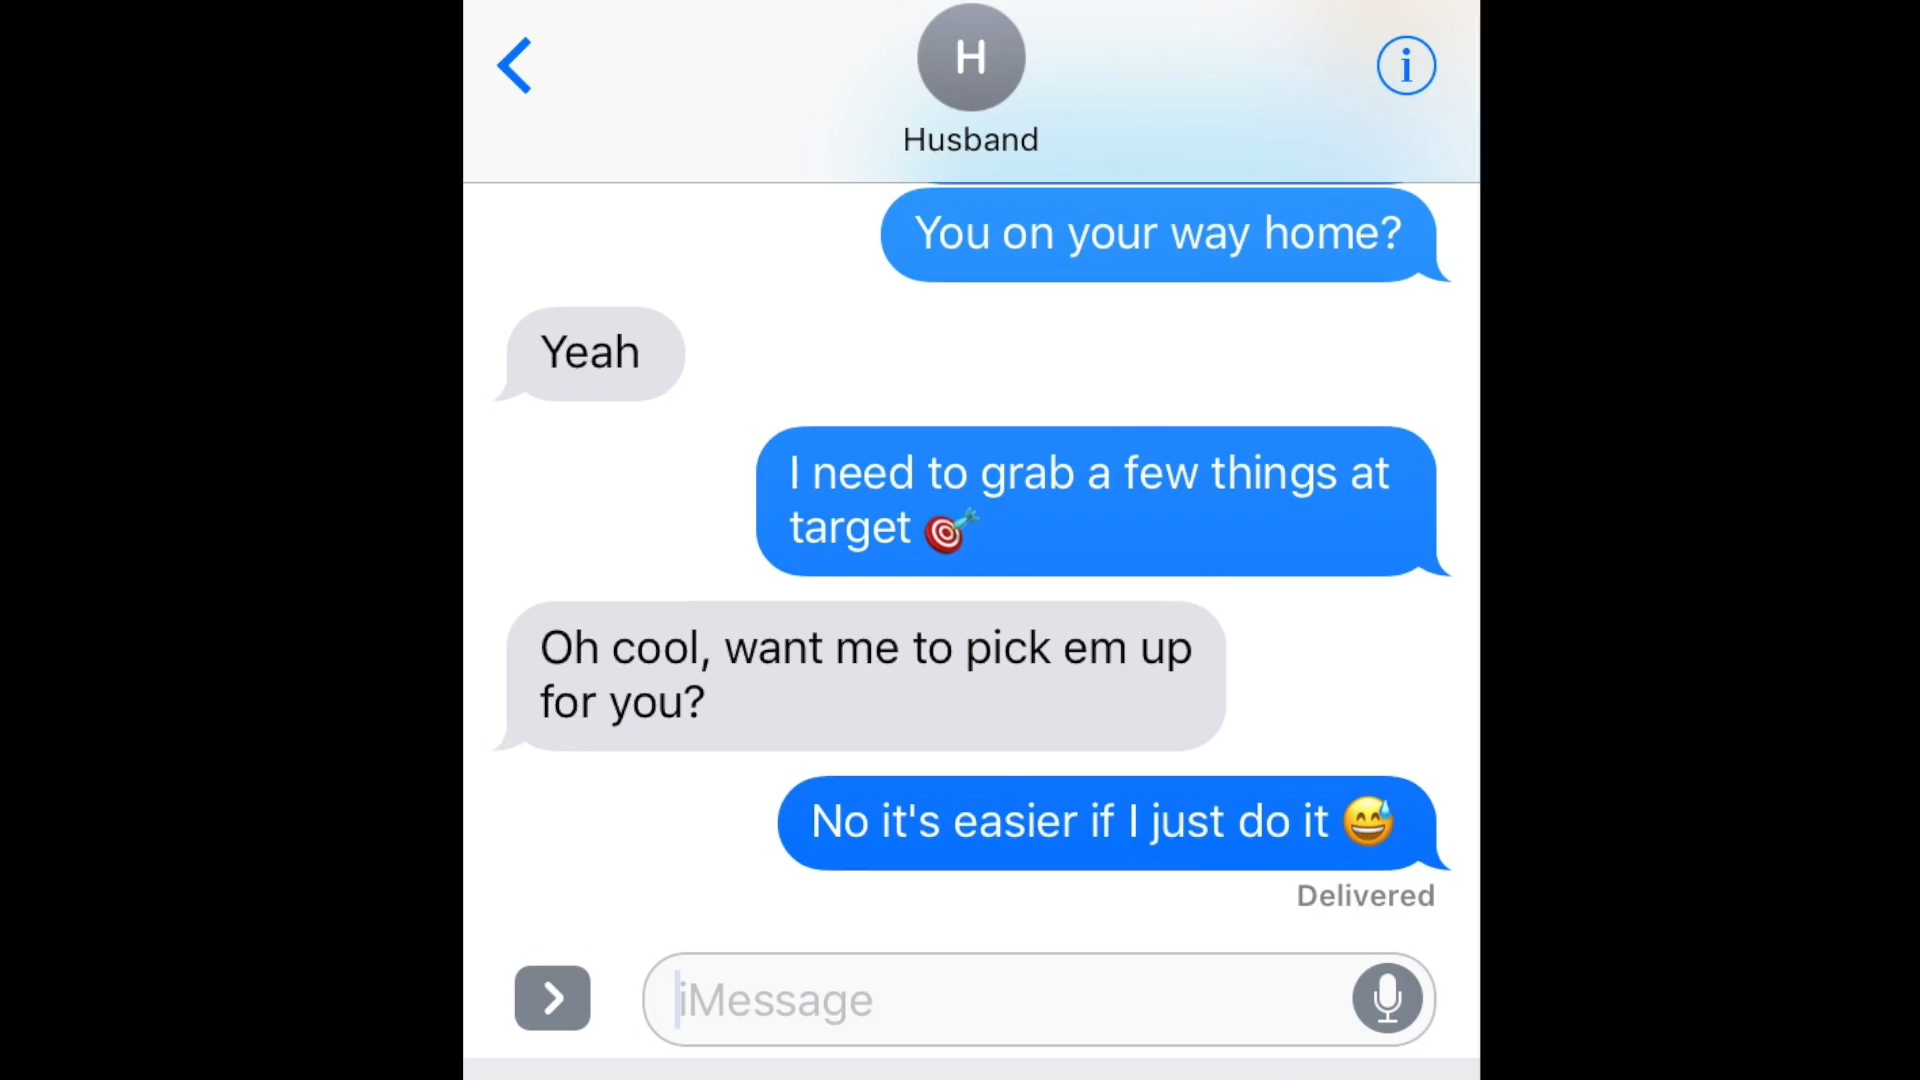 H
Husband
You on your way home?
Yeah
I need to grab a few things at
target 🎯
Oh cool, want me to pick em up
for you?
No it's easier if I just do it 😅
Delivered
iMessage